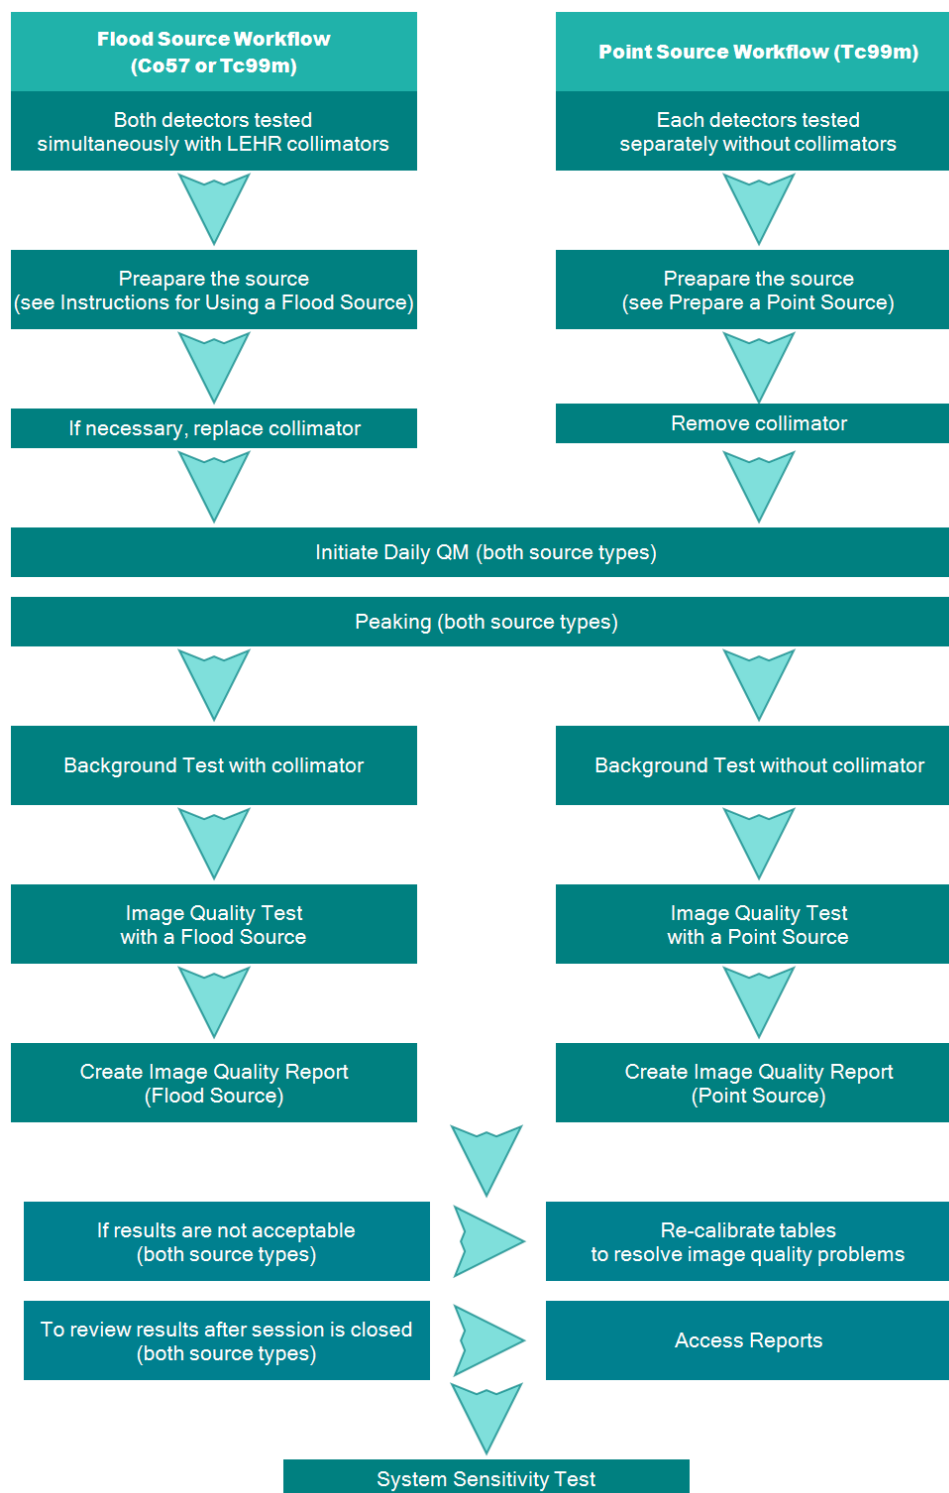 Flood Source Workflow
(Co57 or Tc99m)
Point Source Workflow (Tc99m)
Both detectors tested
simultaneously with LEHR collimators
Each detectors tested
separately without collimators
Preapare the source
(see Instructions for Using a Flood Source)
Preapare the source
(see Prepare a Point Source)
If necessary, replace collimator
Remove collimator
Initiate Daily QM (both source types)
Peaking (both source types)
Background Test with collimator
Background Test without collimator
Image Quality Test
with a Flood Source
Image Quality Test
with a Point Source
Create Image Quality Report
(Flood Source)
Create Image Quality Report
(Point Source)
If results are not acceptable
(both source types)
Re-calibrate tables
to resolve image quality problems
To review results after session is closed
(both source types)
Access Reports
System Sensitivity Test